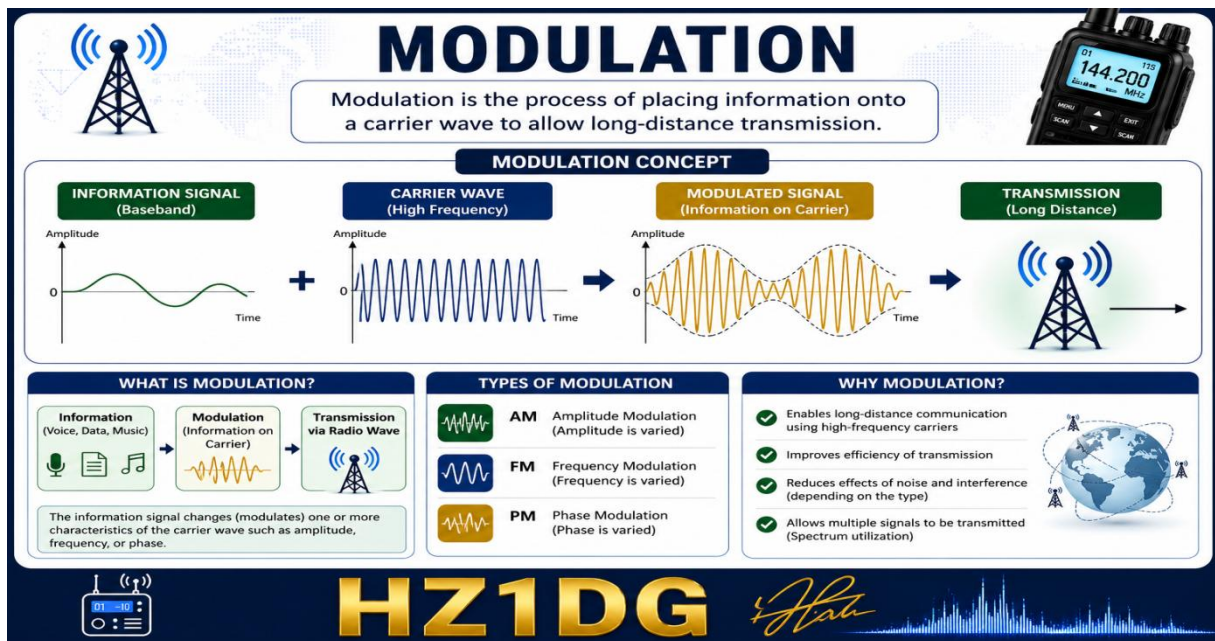 MODULATION
Modulation is the process of placing information onto
a carrier wave to allow long-distance transmission.
01
115
144.200
MHz
MENU
EXIT
SCAN
SCAN
MODULATION CONCEPT
INFORMATION SIGNAL
(Baseband)
Amplitude
0
Time
+
CARRIER WAVE
(High Frequency)
Amplitude
0
Time
MODULATED SIGNAL
(Information on Carrier)
Amplitude
0
Time
TRANSMISSION
(Long Distance)
WHAT IS MODULATION?
Information
(Voice, Data, Music)
Modulation
(Information on
Carrier)
Transmission
via Radio Wave
The information signal changes (modulates) one or more
characteristics of the carrier wave such as amplitude,
frequency, or phase.
TYPES OF MODULATION
AM Amplitude Modulation
(Amplitude is varied)
FM Frequency Modulation
(Frequency is varied)
PM Phase Modulation
(Phase is varied)
WHY MODULATION?
Enables long-distance communication
using high-frequency carriers
Improves efficiency of transmission
Reduces effects of noise and interference
(depending on the type)
Allows multiple signals to be transmitted
(Spectrum utilization)
01 -10
HZ1DG